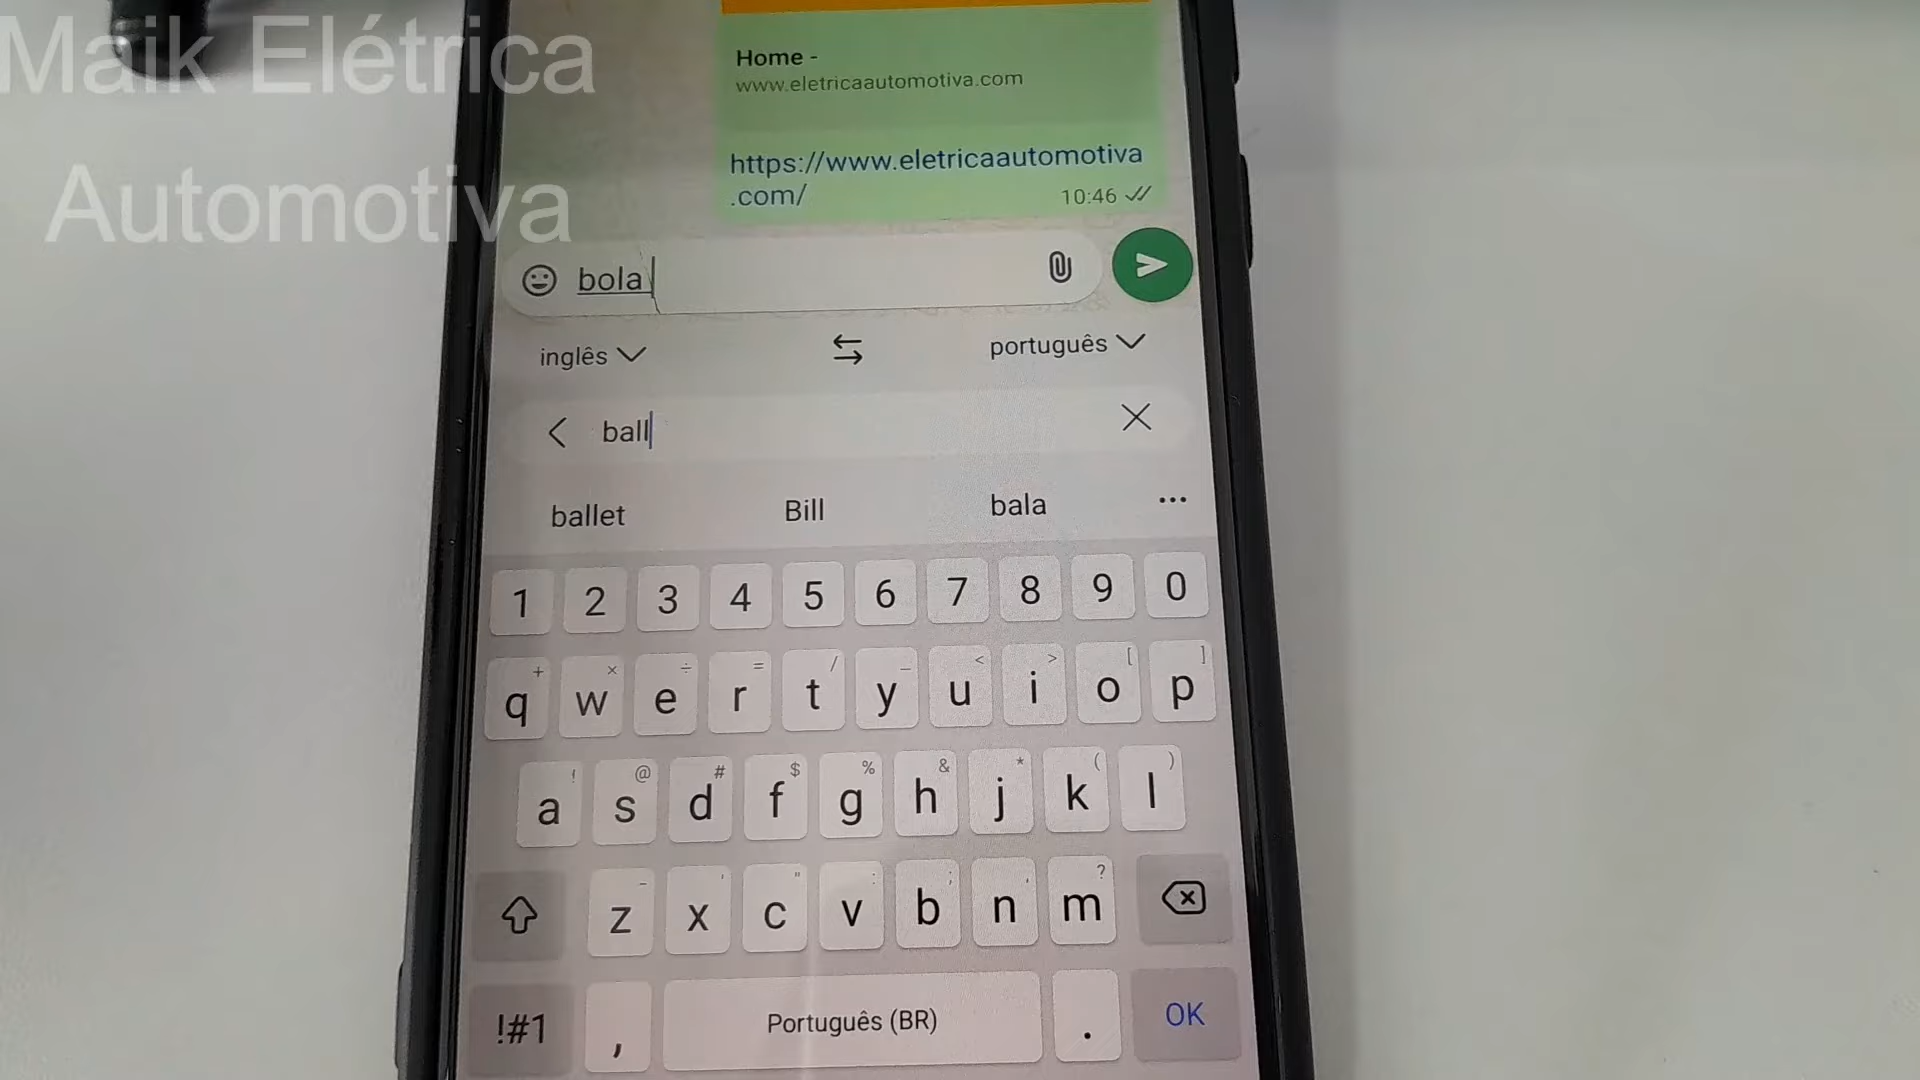 Maik Elétrica
Automotiva
Home -
www.eletricaautomotiva.com
https://www.eletricaautomotiva
.com/
10:46
bola
inglês
português
ball
ballet Bill bala ...
1 2 3 4 5 6 7 8 9 0
+ × ÷ = / _ < > [ ]
q w e r t y u i o p
! @ # $ % & * ( )
a s d f g h j k l
- ' " : ; , ?
z x c v b n m
!#1 , Português (BR) . OK